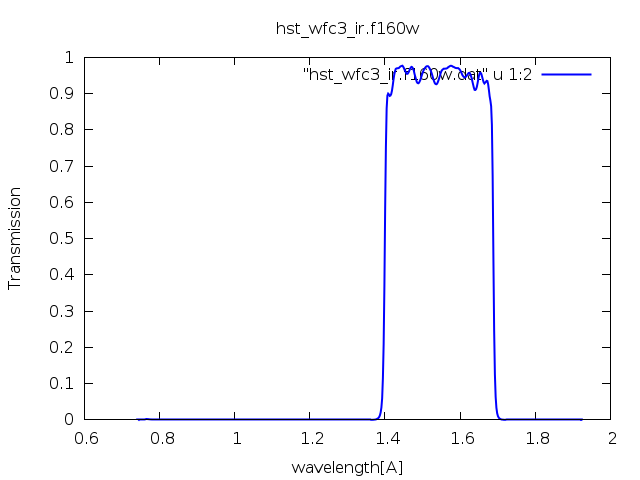 hst_wfc3_ir.f160w
"hst_wfc3_ir.f160w.dat" u 1:2
1
0.9
0.8
0.7
0.6
0.5
0.4
0.3
0.2
0.1
0
Transmission
0.6 0.8 1 1.2 1.4 1.6 1.8 2
wavelength[A]